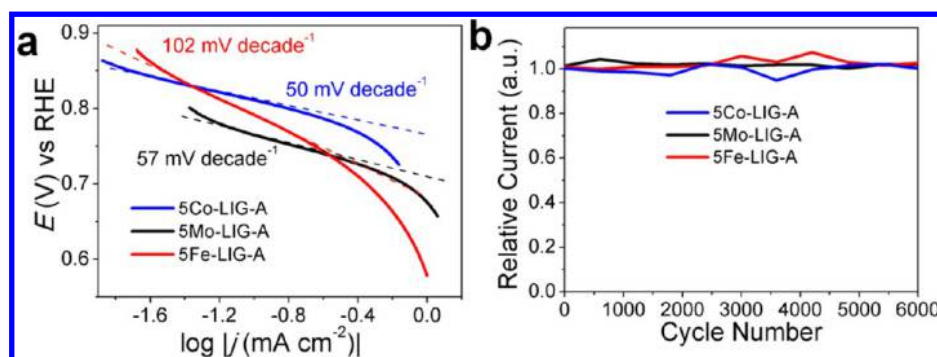 a
102 mV decade⁻¹
50 mV decade⁻¹
57 mV decade⁻¹
5Co-LIG-A
5Mo-LIG-A
5Fe-LIG-A
E (V) vs RHE
0.9
0.8
0.7
0.6
-1.6 -1.2 -0.8 -0.4 0.0
log |j (mA cm⁻²)|
b
5Co-LIG-A
5Mo-LIG-A
5Fe-LIG-A
Relative Current (a.u.)
1.0
0.8
0.6
0.4
0.2
0.0
0 1000 2000 3000 4000 5000 6000
Cycle Number